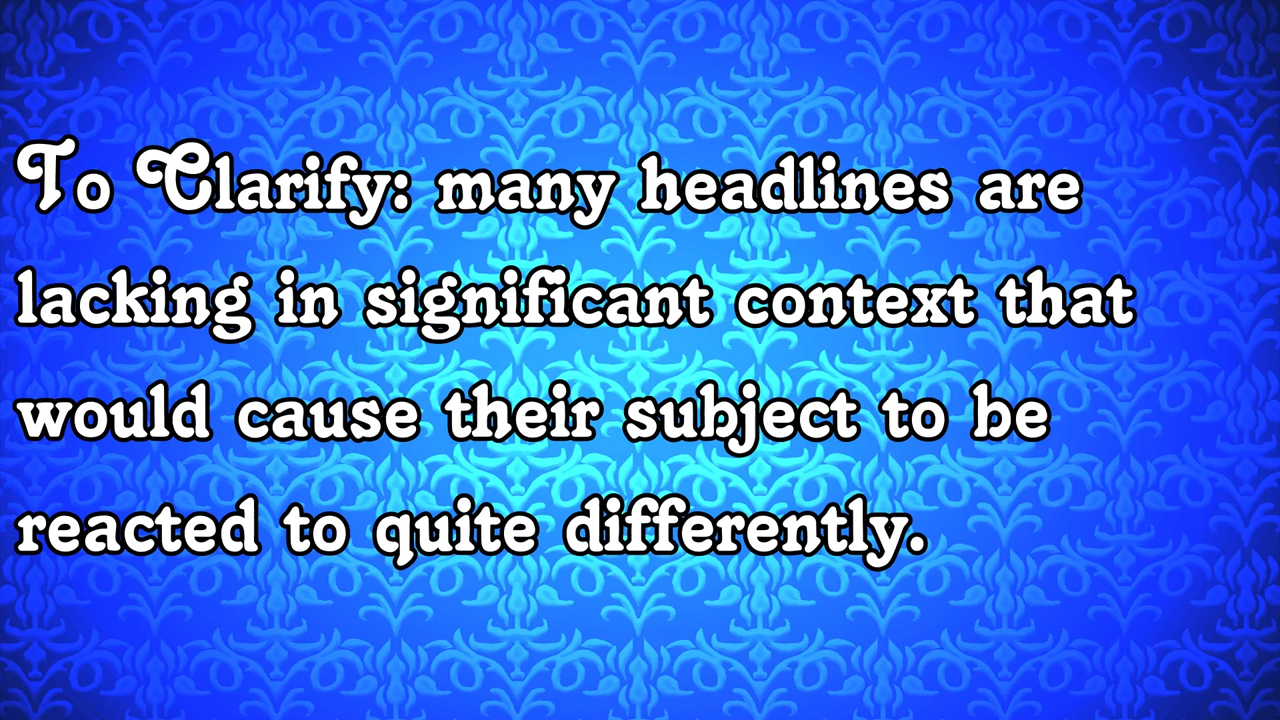 To Clarify: many headlines are
lacking in significant context that
would cause their subject to be
reacted to quite differently.